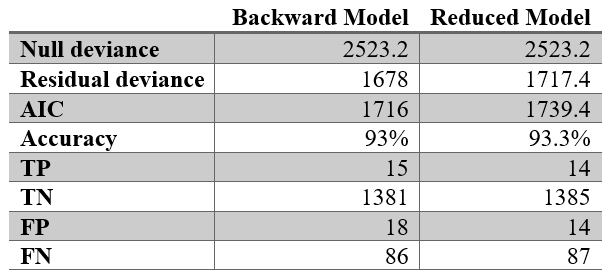 Backward Model Reduced Model
Null deviance 2523.2 2523.2
Residual deviance 1678 1717.4
AIC 1716 1739.4
Accuracy 93% 93.3%
TP 15 14
TN 1381 1385
FP 18 14
FN 86 87